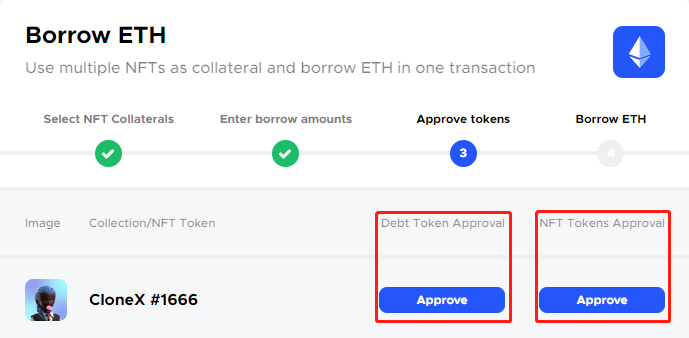 Borrow ETH
Use multiple NFTs as collateral and borrow ETH in one transaction
Select NFT Collaterals Enter borrow amounts Approve tokens Borrow ETH
3 4
Image Collection/NFT Token Debt Token Approval NFT Tokens Approval
CloneX #1666 Approve Approve